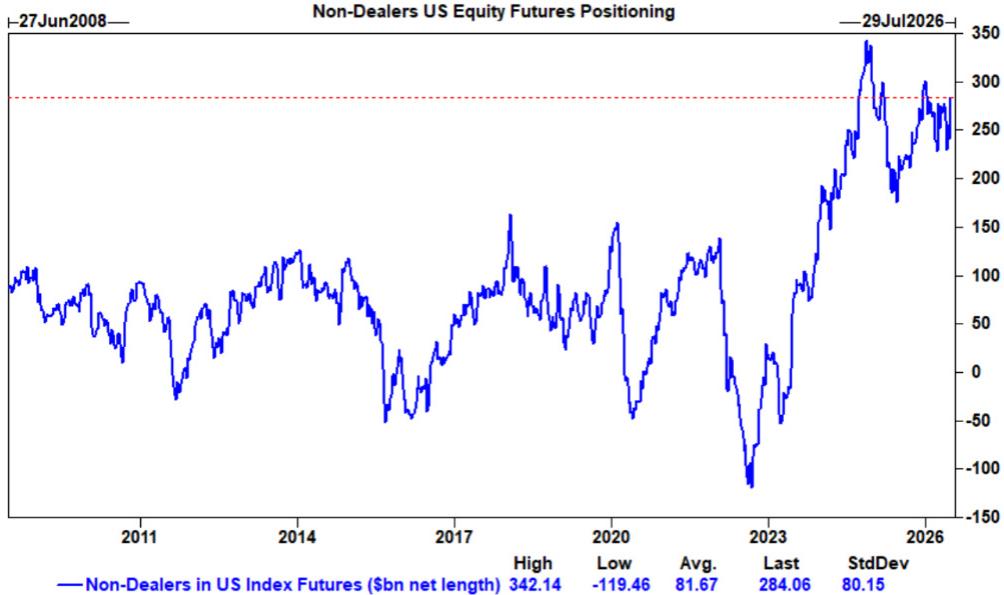 Non-Dealers US Equity Futures Positioning
27Jun2008
29Jul2026
350
300
250
200
150
100
50
0
-50
-100
-150
2011 2014 2017 2020 2023 2026
High Low Avg. Last StdDev
Non-Dealers in US Index Futures ($bn net length) 342.14 -119.46 81.67 284.06 80.15